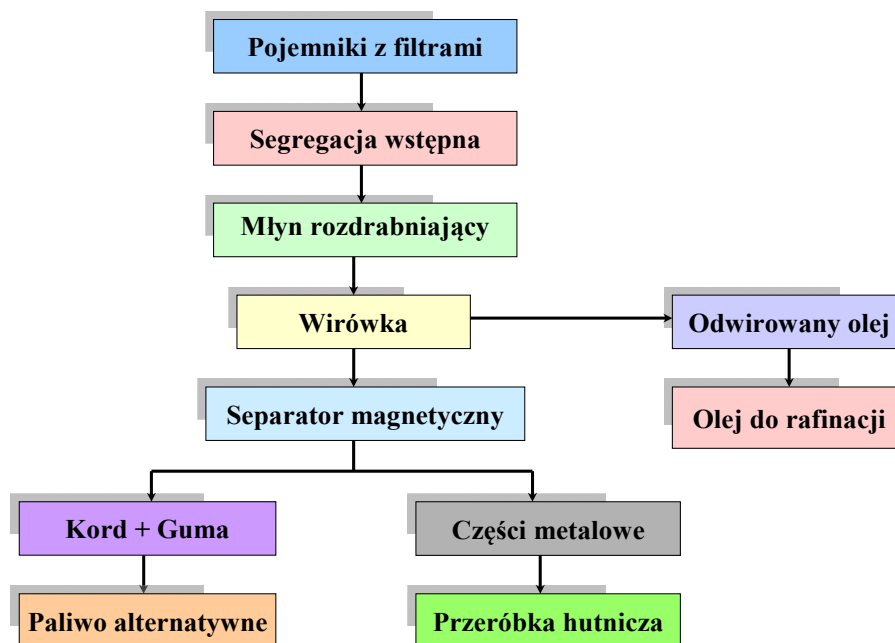 Pojemniki z filtrami
Segregacja wstępna
Młyn rozdrabniający
Wirówka
Odwirowany olej
Separator magnetyczny
Olej do rafinacji
Kord + Guma
Części metalowe
Paliwo alternatywne
Przeróbka hutnicza